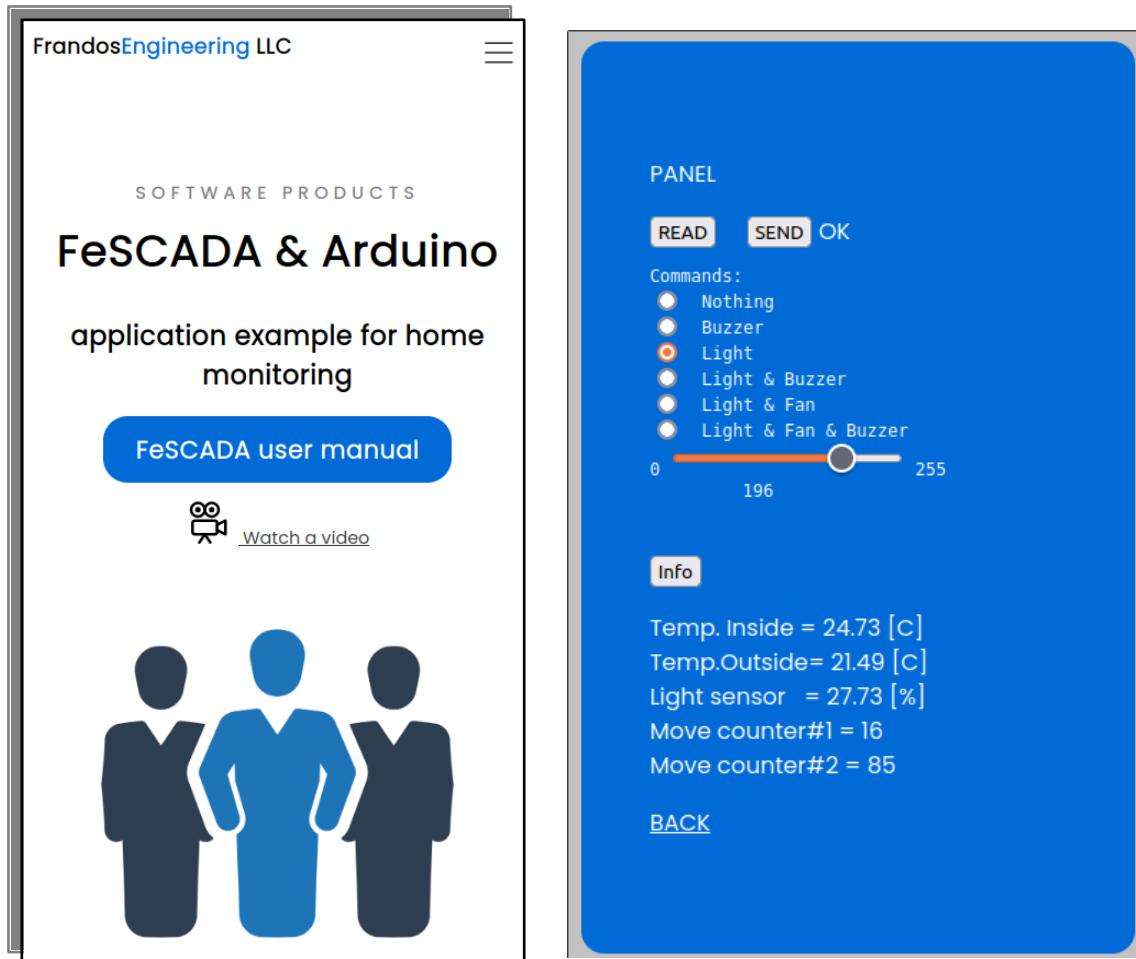 FrandosEngineering LLC
SOFTWARE PRODUCTS
FeSCADA & Arduino
application example for home
monitoring
FeSCADA user manual
Watch a video
PANEL
READ SEND OK
Commands:
Nothing
Buzzer
Light
Light & Buzzer
Light & Fan
Light & Fan & Buzzer
0 255
196
Info
Temp. Inside = 24.73 [C]
Temp.Outside= 21.49 [C]
Light sensor = 27.73 [%]
Move counter#1 = 16
Move counter#2 = 85
BACK